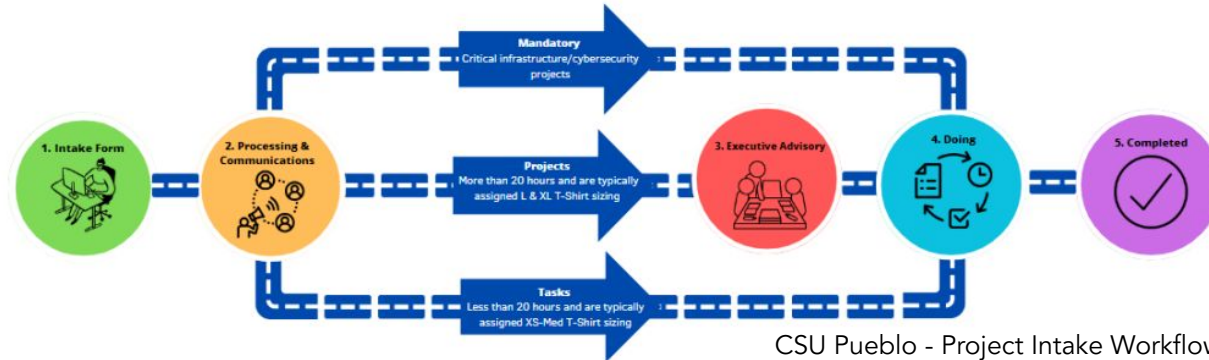 Mandatory
Critical infrastructure/cybersecurity
projects
1. Intake Form
2. Processing &
Communications
Projects
More than 20 hours and are typically
assigned L & XL T-Shirt sizing
3. Executive Advisory
4. Doing
5. Completed
Tasks
Less than 20 hours and are typically
assigned XS-Med T-Shirt sizing
CSU Pueblo - Project Intake Workflow